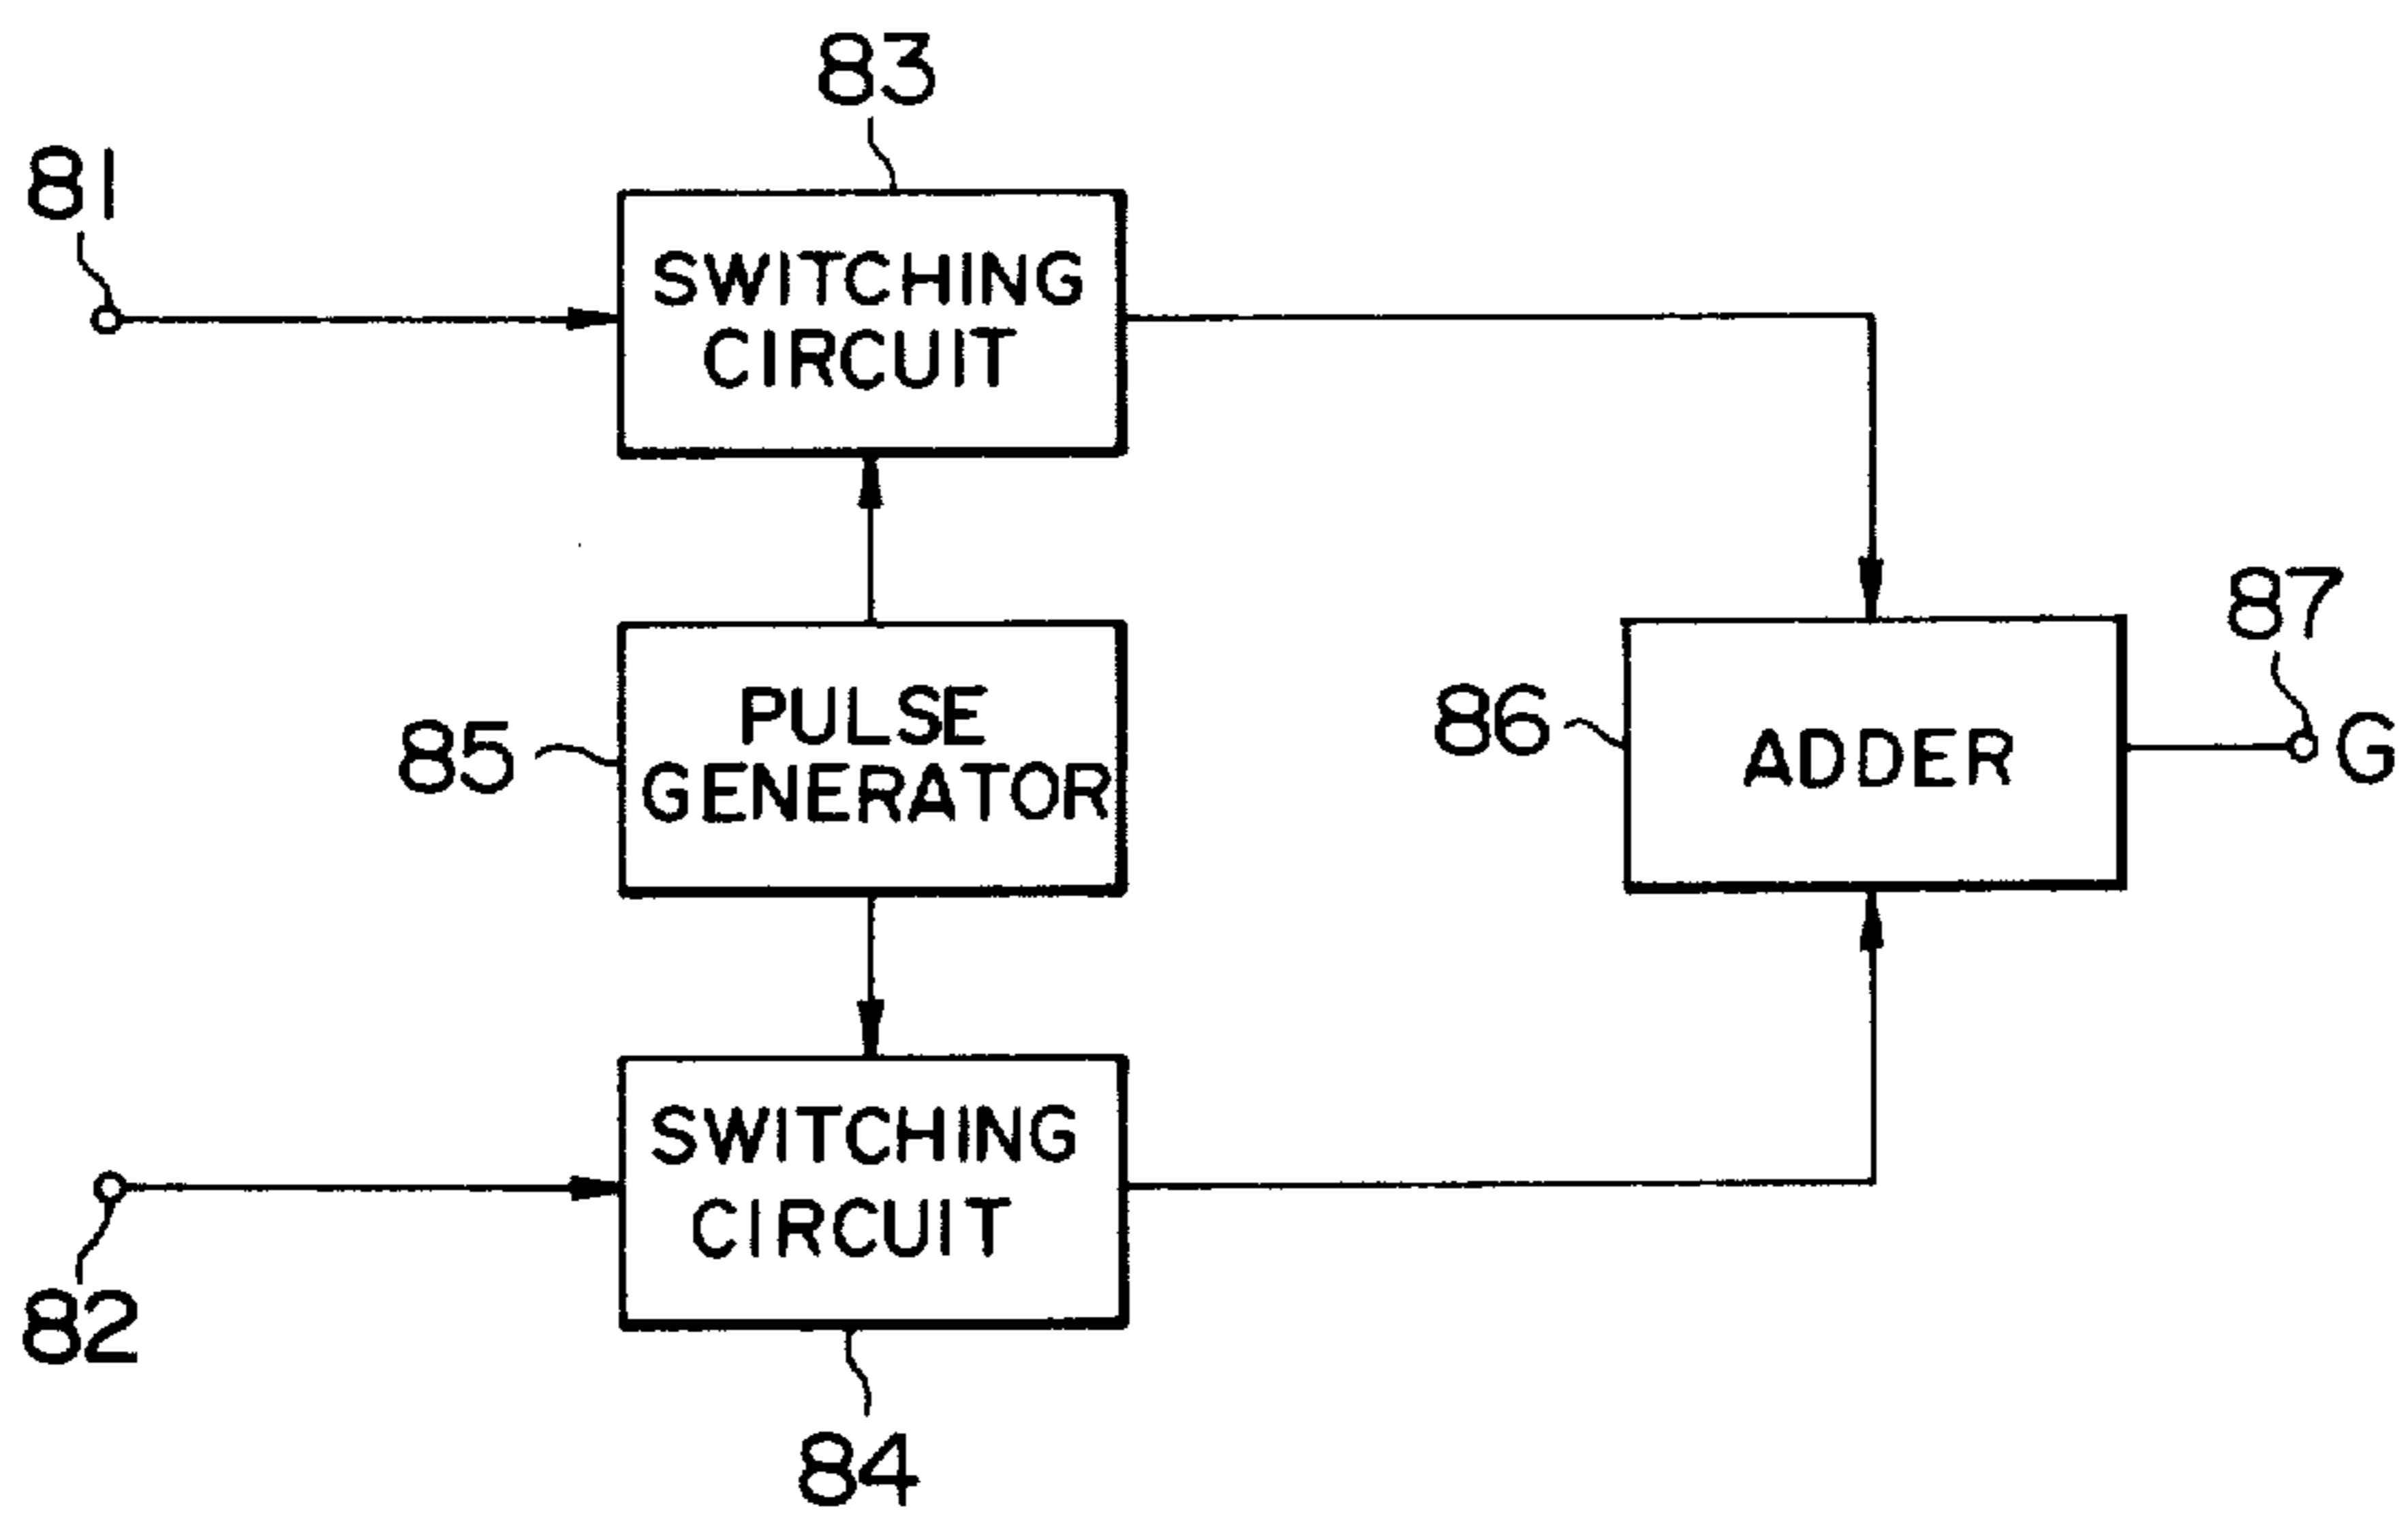 83
81
SWITCHING
CIRCUIT
87
86
85
PULSE
GENERATOR
ADDER
G
SWITCHING
CIRCUIT
82
84